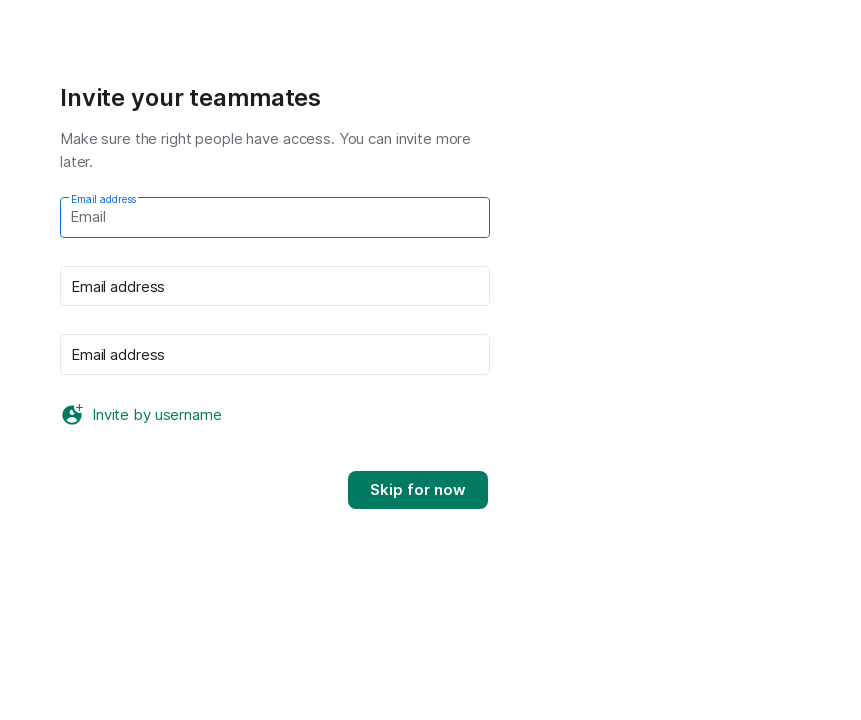 Invite your teammates
Make sure the right people have access. You can invite more
later.
Email address
Email
Email address
Email address
Invite by username
Skip for now